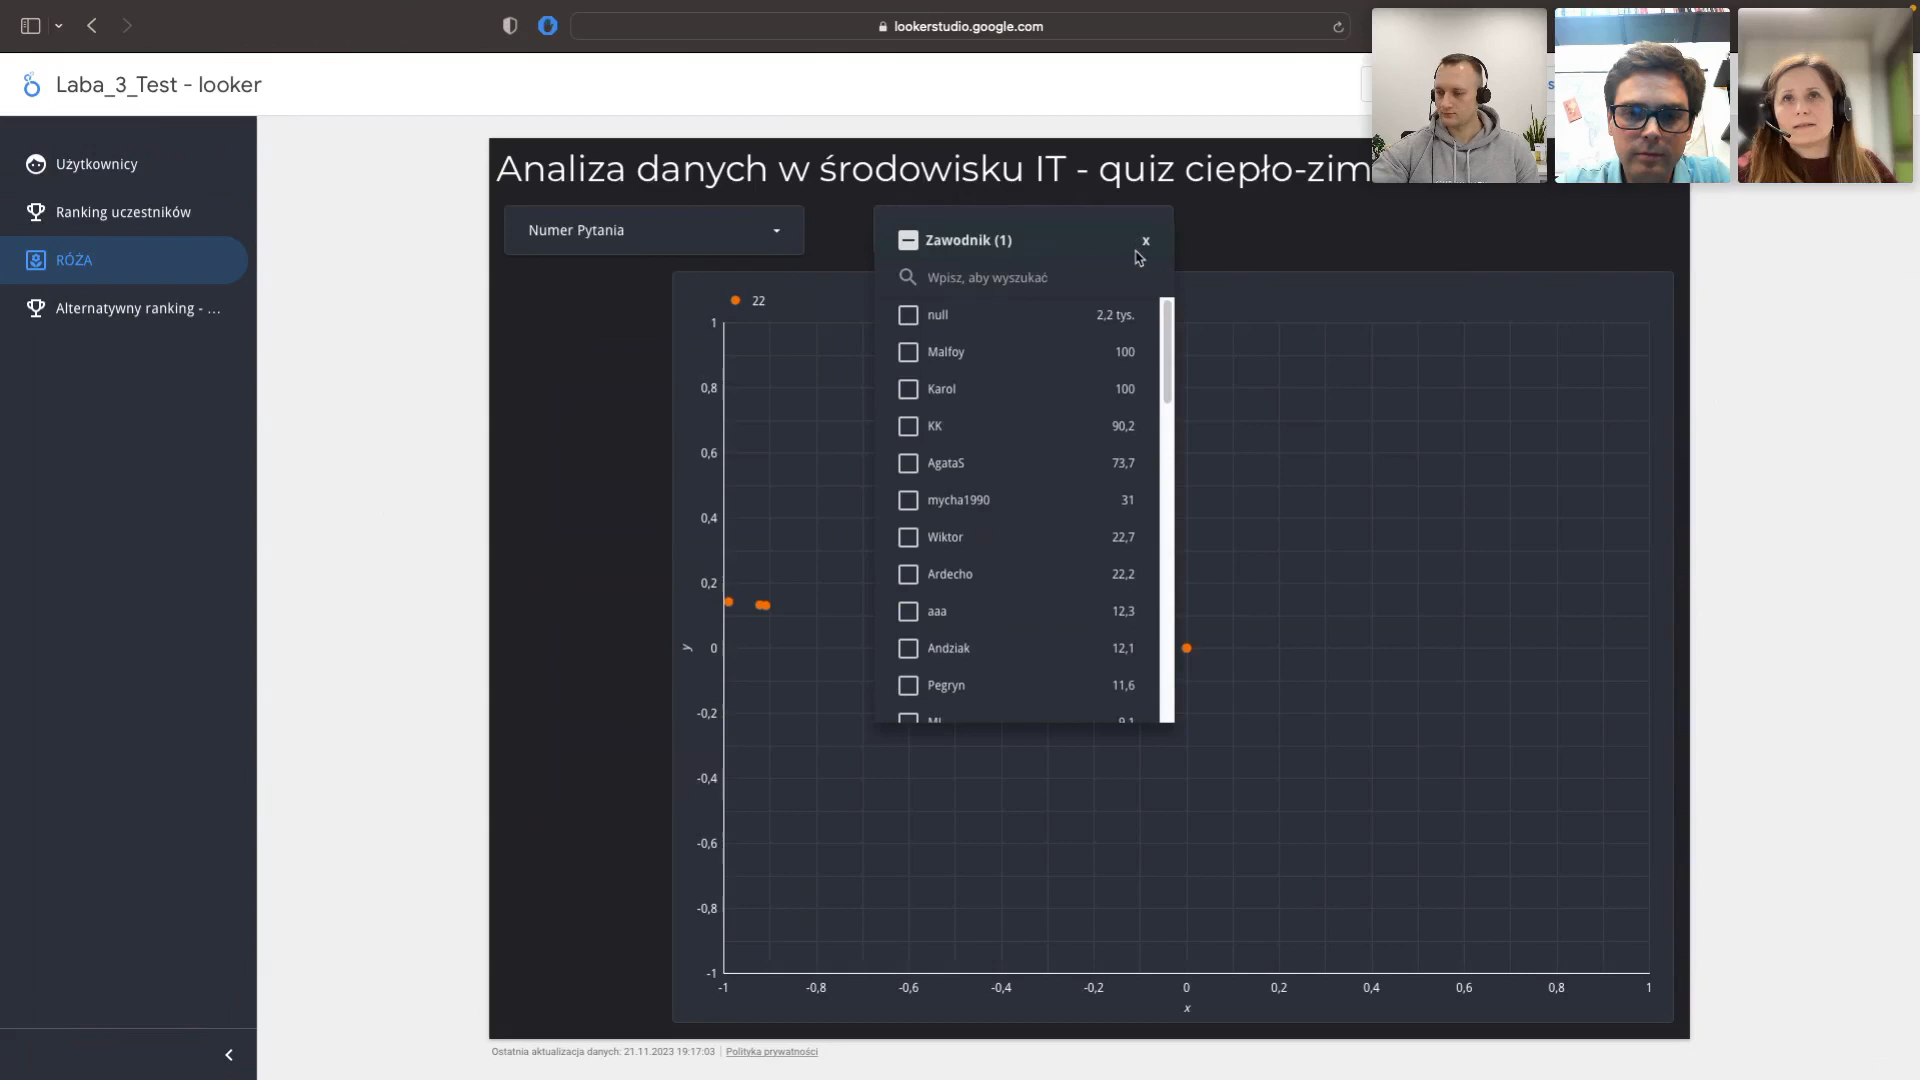 lookerstudio.google.com
Laba_3_Test - looker
Użytkownicy
Ranking uczestników
RÓŻA
Alternatywny ranking - ...
Analiza danych w środowisku IT - quiz ciepło-zim
Numer Pytania
Zawodnik (1)
x
Wpisz, aby wyszukać
null 2,2 tys.
Malfoy 100
Karol 100
KK 90,2
AgataS 73,7
mycha1990 31
Wiktor 22,7
Ardecho 22,2
aaa 12,3
Andziak 12,1
Pegryn 11,6
22
1
0,8
0,6
0,4
0,2
0
-0,2
-0,4
-0,6
-0,8
-1
y
-1 -0,8 -0,6 -0,4 -0,2 0 0,2 0,4 0,6 0,8 1
x
Ostatnia aktualizacja danych: 21.11.2023 19:17:03 Polityka prywatności